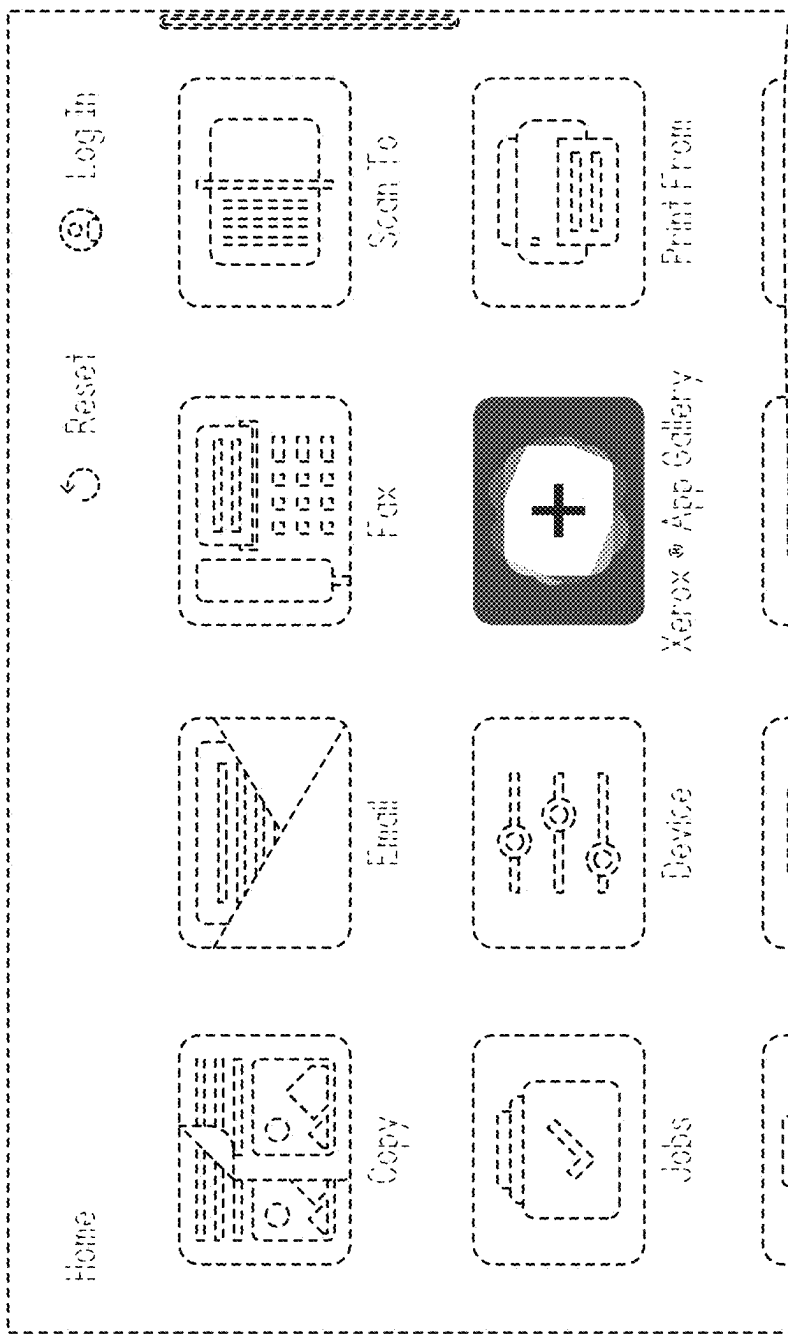 Home
Reset
Log In
Copy
Email
Fax
Scan To
Jobs
Device
Xerox ® App Gallery
Print From